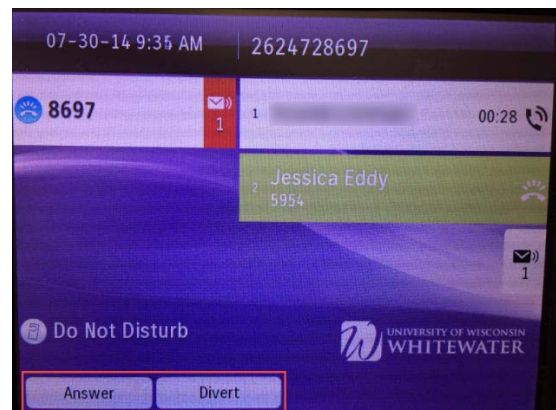 07-30-14 9:35 AM
2624728697
8697
1
1
00:28
2 Jessica Eddy
5954
1
Do Not Disturb
UNIVERSITY OF WISCONSIN
WHITEWATER
Answer
Divert